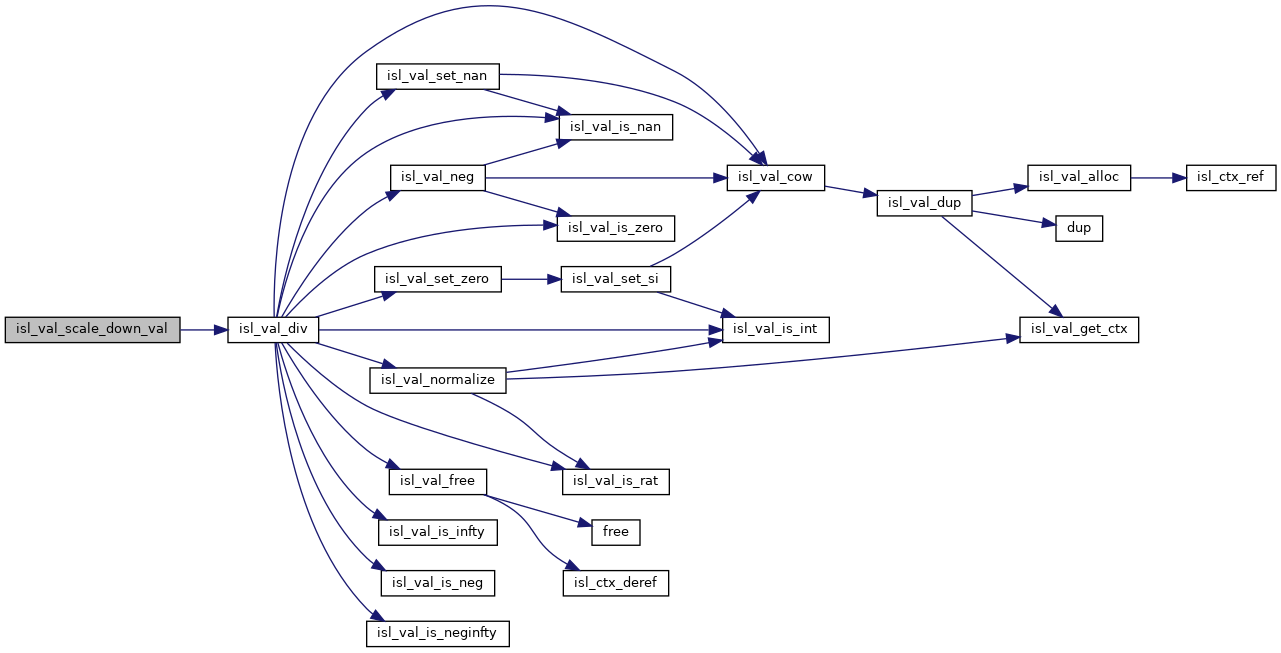 isl_val_set_nan
isl_val_is_nan
isl_val_neg
isl_val_cow
isl_val_alloc
isl_ctx_ref
isl_val_dup
isl_val_is_zero
dup
isl_val_set_zero
isl_val_set_si
isl_val_scale_down_val
isl_val_div
isl_val_is_int
isl_val_get_ctx
isl_val_normalize
isl_val_free
isl_val_is_rat
isl_val_is_infty
free
isl_val_is_neg
isl_ctx_deref
isl_val_is_neginfty